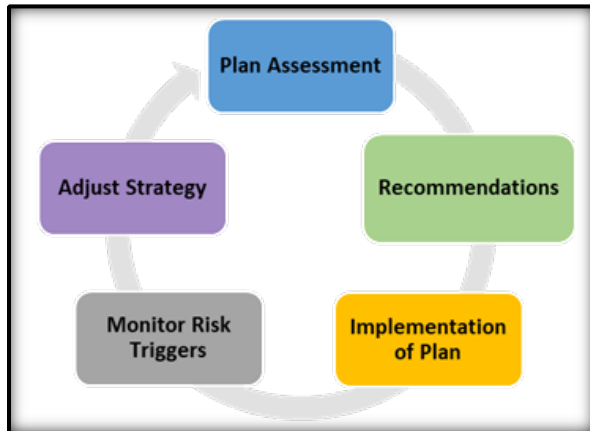 Plan Assessment
Recommendations
Implementation
of Plan
Monitor Risk
Triggers
Adjust Strategy